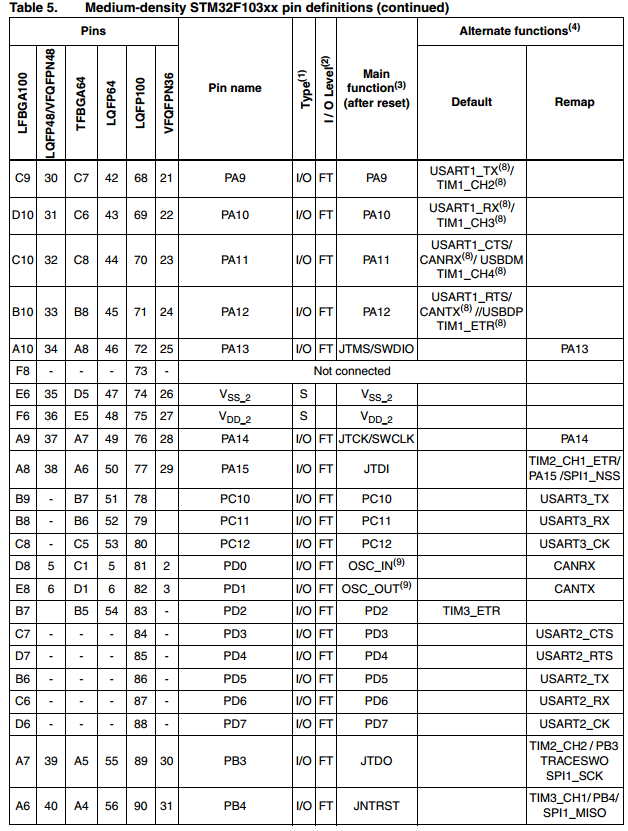 Table 5. Medium-density STM32F103xx pin definitions (continued)
Pins Alternate functions(4)
LFBGA100 LQFP48/VFQFPN48 TFBGA64 LQFP64 LQFP100 VFQFPN36 Pin name Type(1) I / O Level(2) Main function(3) (after reset) Default Remap
C9 30 C7 42 68 21 PA9 I/O FT PA9 USART1_TX(8)/ TIM1_CH2(8)
D10 31 C6 43 69 22 PA10 I/O FT PA10 USART1_RX(8)/ TIM1_CH3(8)
C10 32 C8 44 70 23 PA11 I/O FT PA11 USART1_CTS/ CANRX(8)/ USBDM TIM1_CH4(8)
B10 33 B8 45 71 24 PA12 I/O FT PA12 USART1_RTS/ CANTX(8) //USBDP TIM1_ETR(8)
A10 34 A8 46 72 25 PA13 I/O FT JTMS/SWDIO PA13
F8 - - - 73 - Not connected
E6 35 D5 47 74 26 VSS_2 S VSS_2
F6 36 E5 48 75 27 VDD_2 S VDD_2
A9 37 A7 49 76 28 PA14 I/O FT JTCK/SWCLK PA14
A8 38 A6 50 77 29 PA15 I/O FT JTDI TIM2_CH1_ETR/ PA15 /SPI1_NSS
B9 - B7 51 78 PC10 I/O FT PC10 USART3_TX
B8 - B6 52 79 PC11 I/O FT PC11 USART3_RX
C8 - C5 53 80 PC12 I/O FT PC12 USART3_CK
D8 5 C1 5 81 2 PD0 I/O FT OSC_IN(9) CANRX
E8 6 D1 6 82 3 PD1 I/O FT OSC_OUT(9) CANTX
B7 B5 54 83 - PD2 I/O FT PD2 TIM3_ETR
C7 - - - 84 - PD3 I/O FT PD3 USART2_CTS
D7 - - - 85 - PD4 I/O FT PD4 USART2_RTS
B6 - - - 86 - PD5 I/O FT PD5 USART2_TX
C6 - - - 87 - PD6 I/O FT PD6 USART2_RX
D6 - - - 88 - PD7 I/O FT PD7 USART2_CK
A7 39 A5 55 89 30 PB3 I/O FT JTDO TIM2_CH2 / PB3 TRACESWO SPI1_SCK
A6 40 A4 56 90 31 PB4 I/O FT JNTRST TIM3_CH1/ PB4/ SPI1_MISO